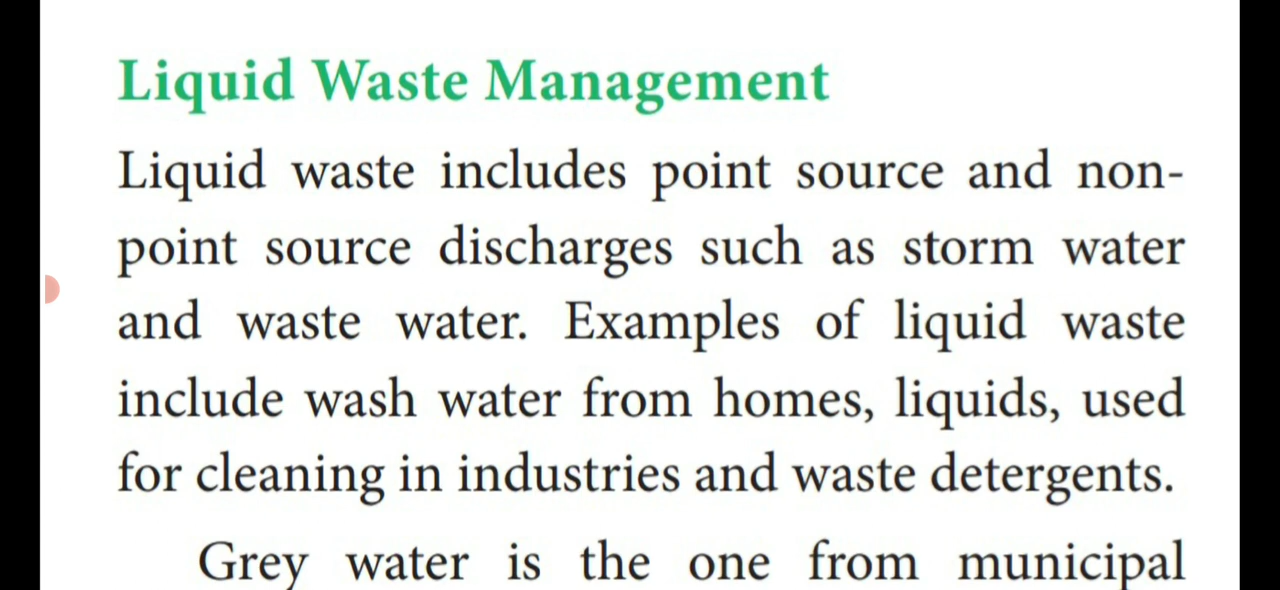 Liquid Waste Management
Liquid waste includes point source and non-
point source discharges such as storm water
and waste water. Examples of liquid waste
include wash water from homes, liquids, used
for cleaning in industries and waste detergents.
Grey water is the one from municipal